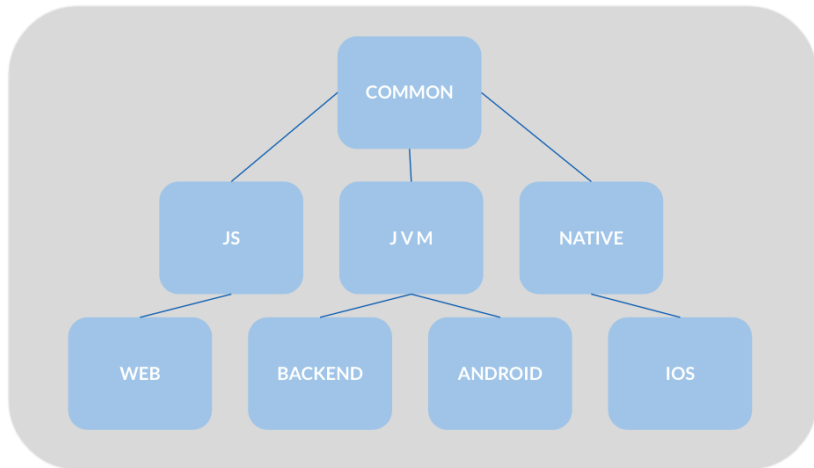 COMMON
JS
J V M
NATIVE
WEB
BACKEND
ANDROID
IOS